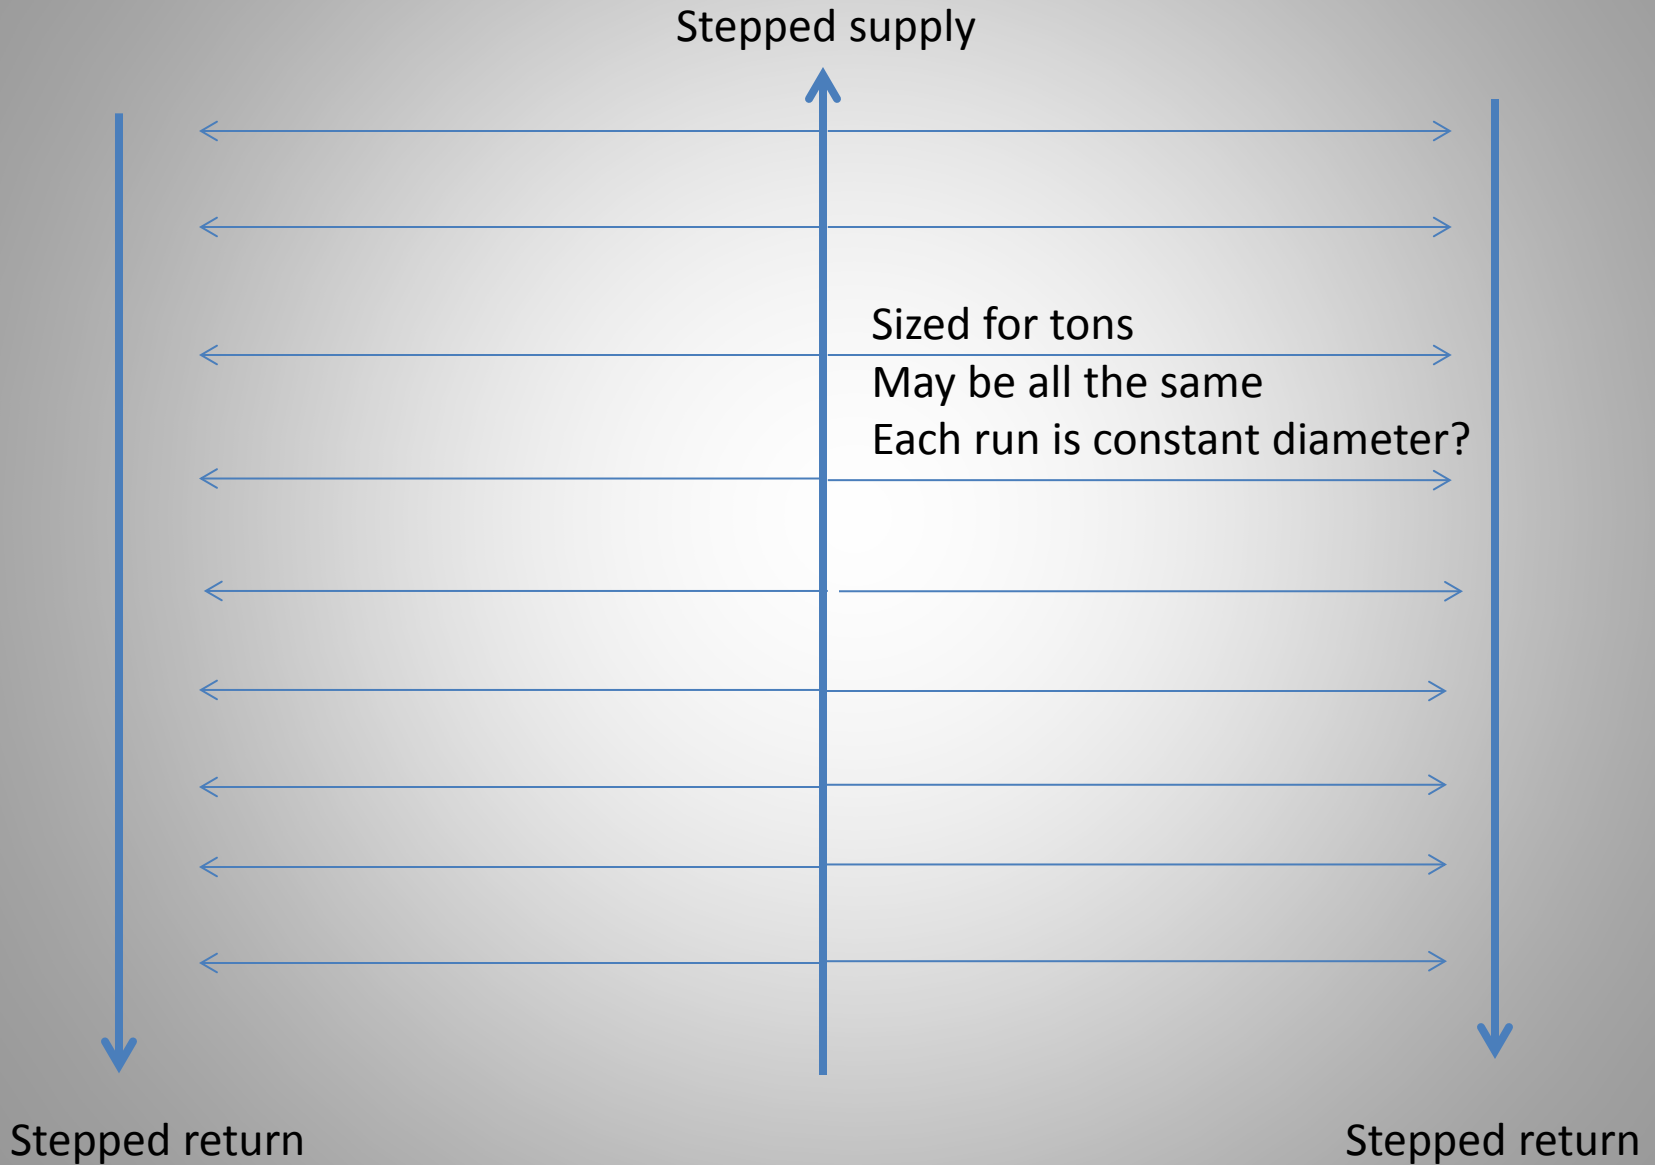 Stepped supply
Sized for tons
May be all the same
Each run is constant diameter?
Stepped return
Stepped return